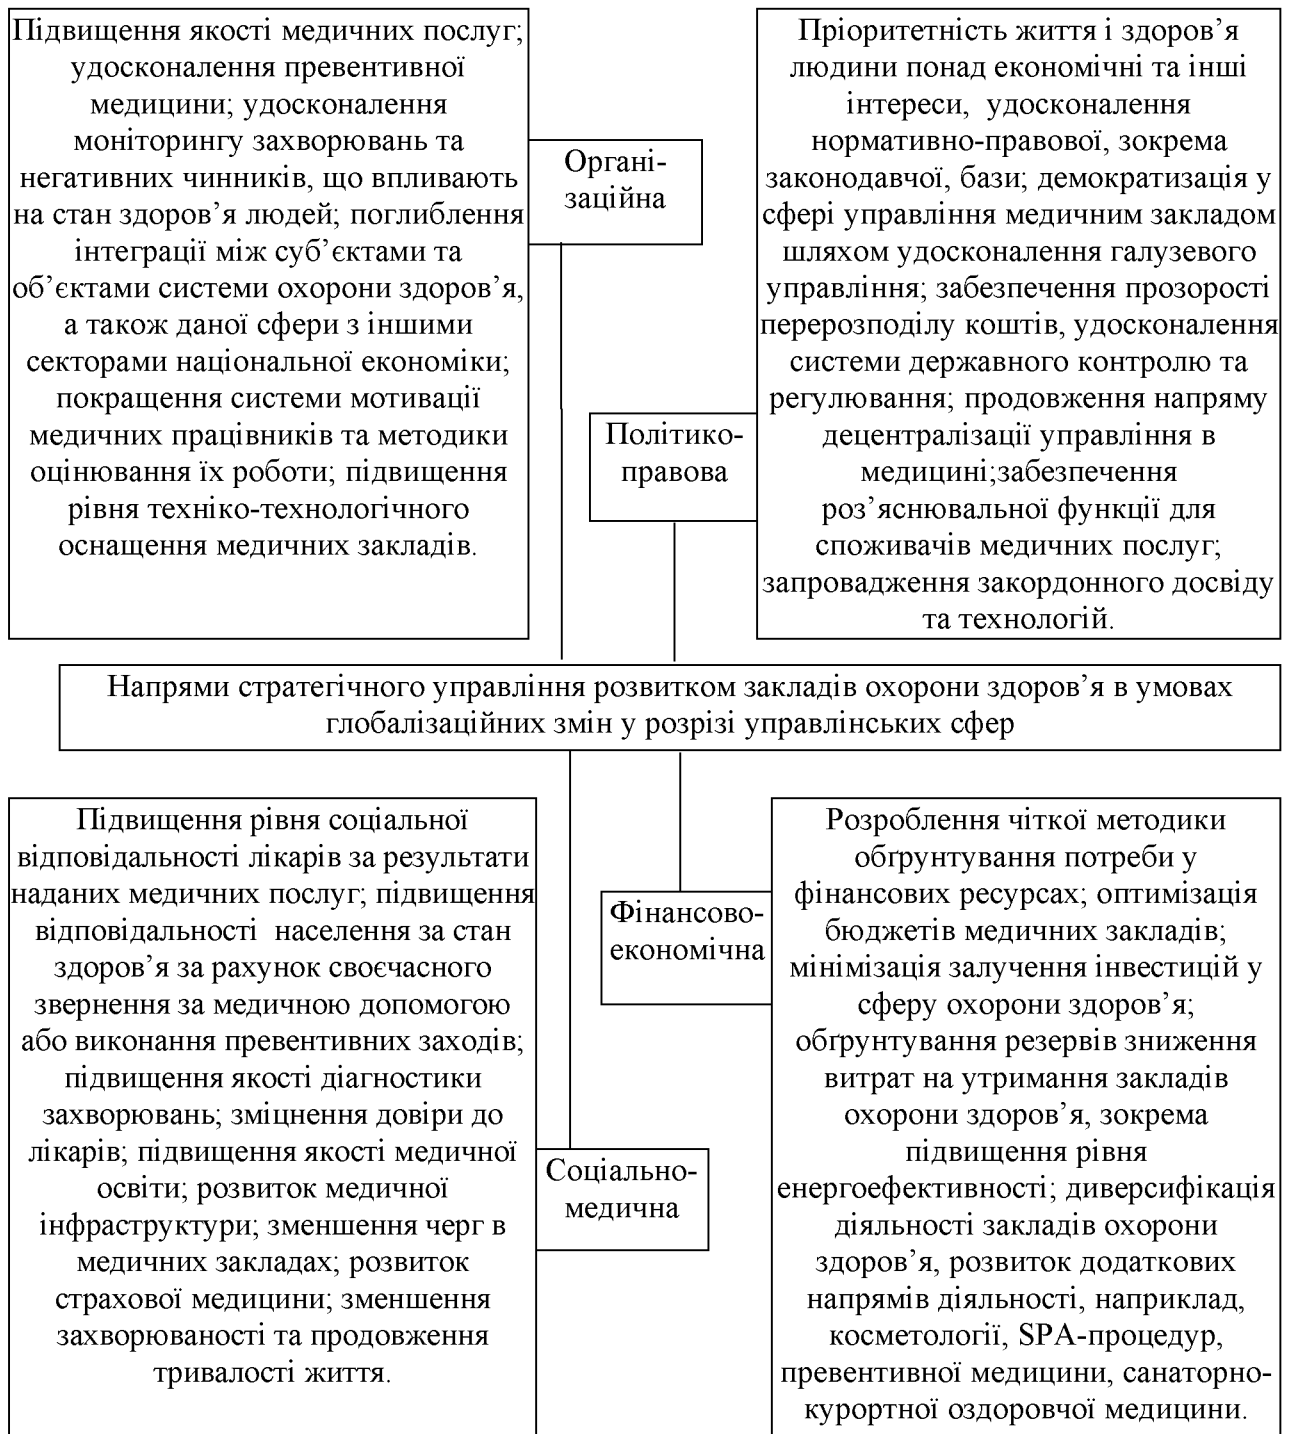 Підвищення якості медичних послуг;
удосконалення превентивної
медицини; удосконалення
моніторингу захворювань та
негативних чинників, що впливають
на стан здоров’я людей; поглиблення
інтеграції між суб’єктами та
об’єктами системи охорони здоров’я,
а також даної сфери з іншими
секторами національної економіки;
покращення системи мотивації
медичних працівників та методики
оцінювання їх роботи; підвищення
рівня техніко-технологічного
оснащення медичних закладів.
Органі-
заційна
Політико-
правова
Пріоритетність життя і здоров’я
людини понад економічні та інші
інтереси, удосконалення
нормативно-правової, зокрема
законодавчої, бази; демократизація у
сфері управління медичним закладом
шляхом удосконалення галузевого
управління; забезпечення прозорості
перерозподілу коштів, удосконалення
системи державного контролю та
регулювання; продовження напряму
децентралізації управління в
медицині;забезпечення
роз’яснювальної функції для
споживачів медичних послуг;
запровадження закордонного досвіду
та технологій.
Напрями стратегічного управління розвитком закладів охорони здоров’я в умовах
глобалізаційних змін у розрізі управлінських сфер
Підвищення рівня соціальної
відповідальності лікарів за результати
наданих медичних послуг; підвищення
відповідальності населення за стан
здоров’я за рахунок своєчасного
звернення за медичною допомогою
або виконання превентивних заходів;
підвищення якості діагностики
захворювань; зміцнення довіри до
лікарів; підвищення якості медичної
освіти; розвиток медичної
інфраструктури; зменшення черг в
медичних закладах; розвиток
страхової медицини; зменшення
захворюваності та продовження
тривалості життя.
Соціально-
медична
Фінансово-
економічна
Розроблення чіткої методики
обґрунтування потреби у
фінансових ресурсах; оптимізація
бюджетів медичних закладів;
мінімізація залучення інвестицій у
сферу охорони здоров’я;
обґрунтування резервів зниження
витрат на утримання закладів
охорони здоров’я, зокрема
підвищення рівня
енергоефективності; диверсифікація
діяльності закладів охорони
здоров’я, розвиток додаткових
напрямів діяльності, наприклад,
косметології, SPA-процедур,
превентивної медицини, санаторно-
курортної оздоровчої медицини.